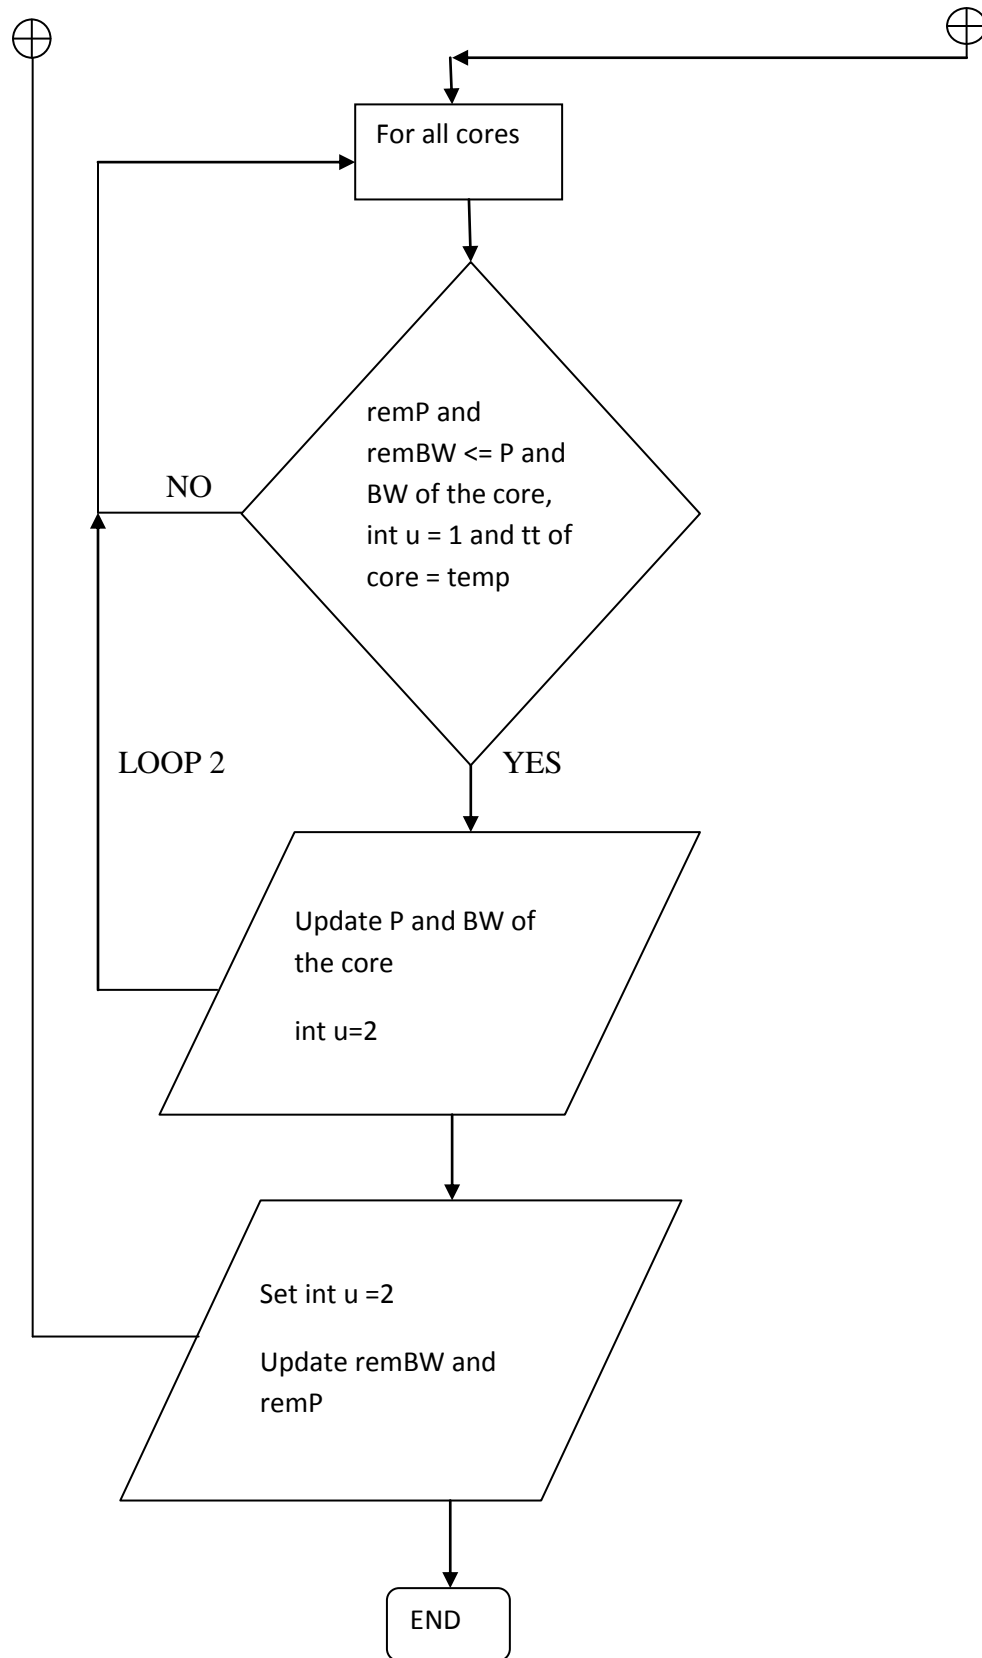 For all cores
remP and
remBW <= P and
BW of the core,
int u = 1 and tt of
core = temp
NO
LOOP 2
YES
Update P and BW of
the core
int u=2
Set int u =2
Update remBW and
remP
END